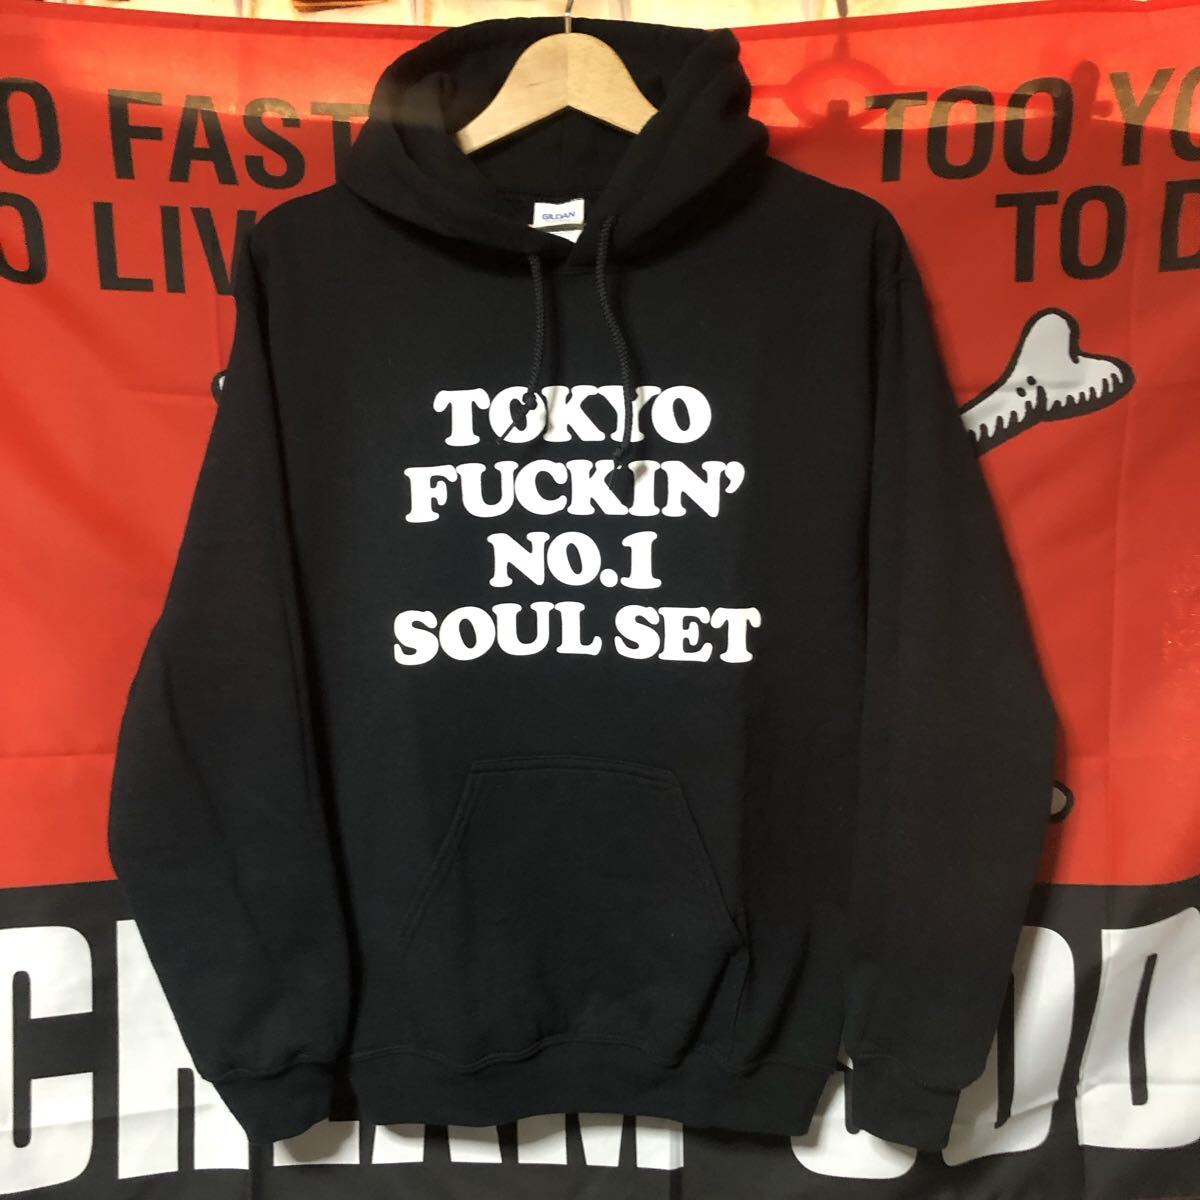 O FAST
TOO YO
O LIV
TO D
GILDAN
TOKYO
FUCKIN'
NO.1
SOUL SET